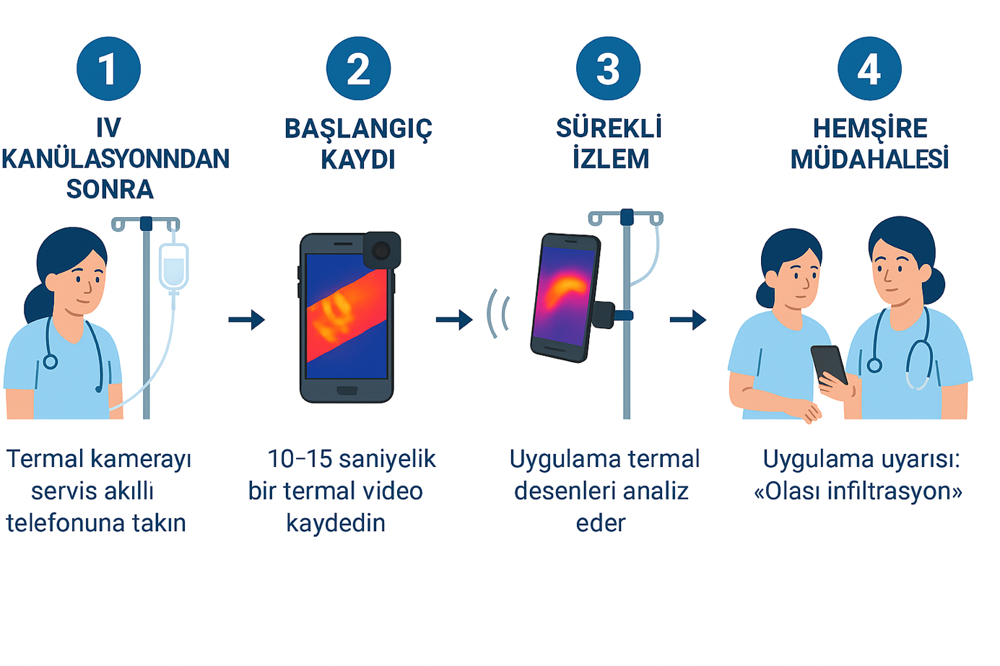 1
IV
KANÜLASYONNDAN
SONRA
Termal kamerayı
servis akıllı
telefonuna takın
2
BAŞLANGIÇ
KAYDI
10–15 saniyelik
bir termal video
kaydedin
3
SÜREKLİ
İZLEM
Uygulama termal
desenleri analiz
eder
4
HEMŞİRE
MÜDAHALESİ
Uygulama uyarısı:
«Olası infiltrasyon»